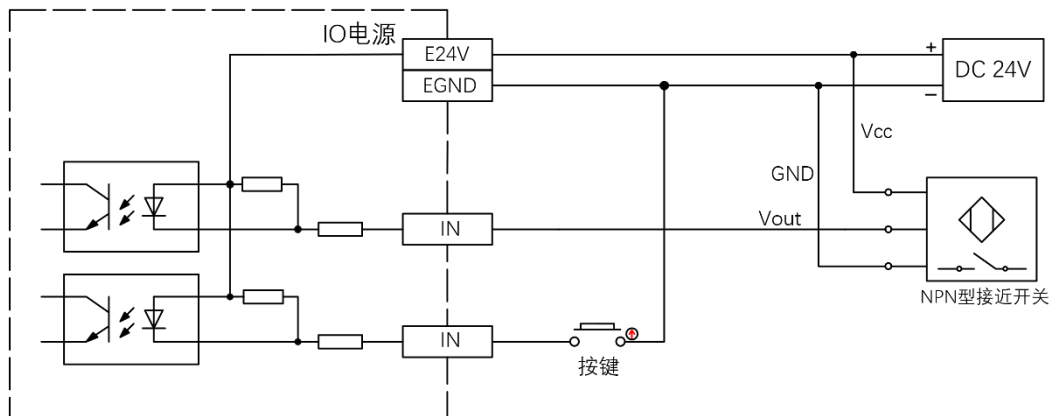 IO电源
E24V
EGND
+
−
DC 24V
Vcc
GND
IN
Vout
NPN型接近开关
IN
按键